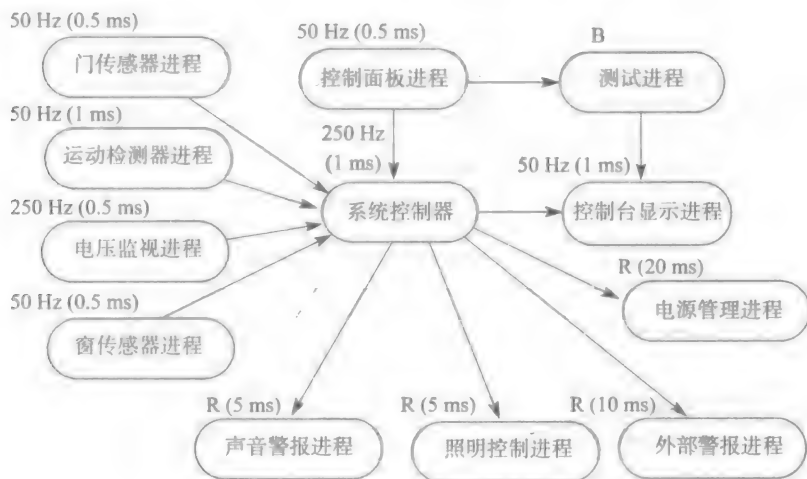 50 Hz (0.5 ms)
门传感器进程
50 Hz (0.5 ms)
控制面板进程
B
测试进程
50 Hz (1 ms)
运动检测器进程
250 Hz
(1 ms)
50 Hz (1 ms)
系统控制器
控制台显示进程
250 Hz (0.5 ms)
电压监视进程
R (20 ms)
电源管理进程
50 Hz (0.5 ms)
窗传感器进程
R (5 ms)
声音警报进程
R (5 ms)
照明控制进程
R (10 ms)
外部警报进程